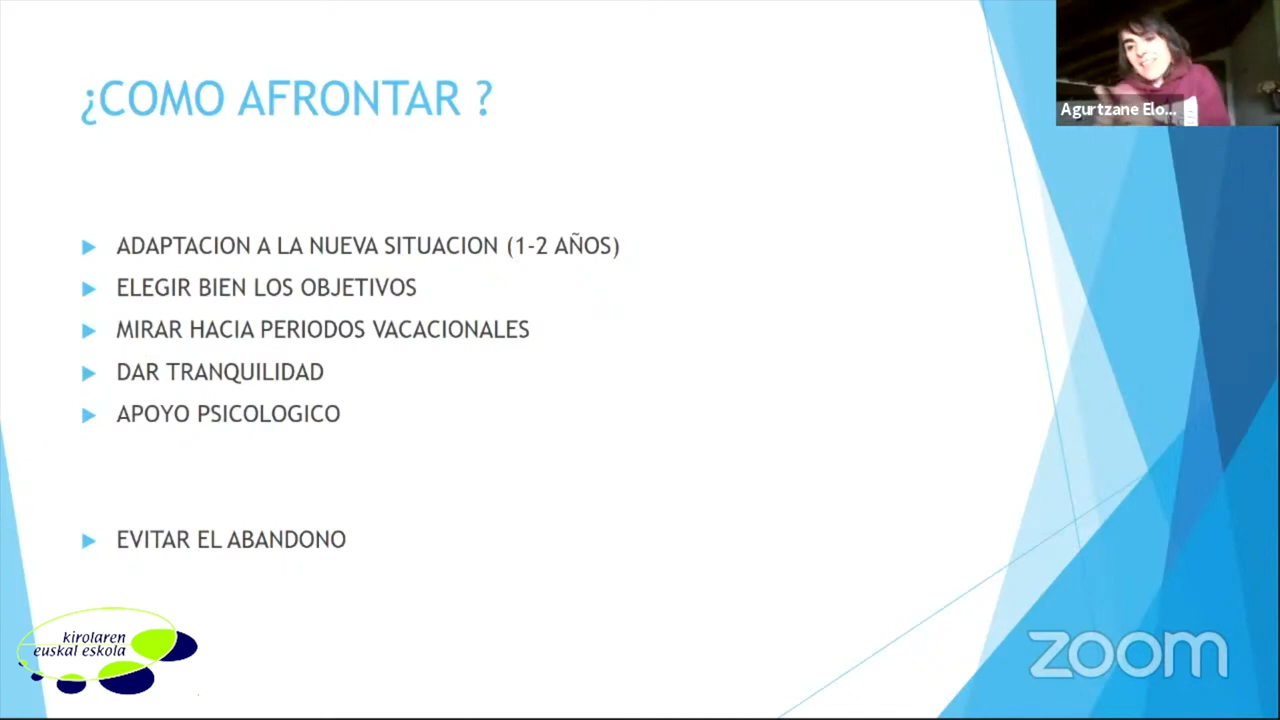 ¿COMO AFRONTAR ?
Agurtzane Elo...
ADAPTACION A LA NUEVA SITUACION (1-2 AÑOS)
ELEGIR BIEN LOS OBJETIVOS
MIRAR HACIA PERIODOS VACACIONALES
DAR TRANQUILIDAD
APOYO PSICOLOGICO
EVITAR EL ABANDONO
kirolaren
euskal eskola
zoom